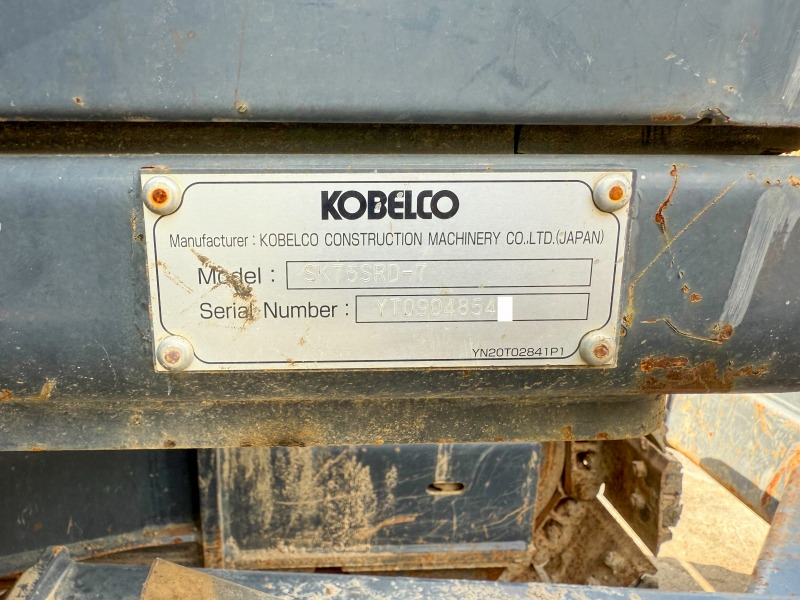 KOBELCO
Manufacturer : KOBELCO CONSTRUCTION MACHINERY CO.,LTD.(JAPAN)
Model : SK75SRD-7
Serial Number : YT0904854
YN20T02841P1